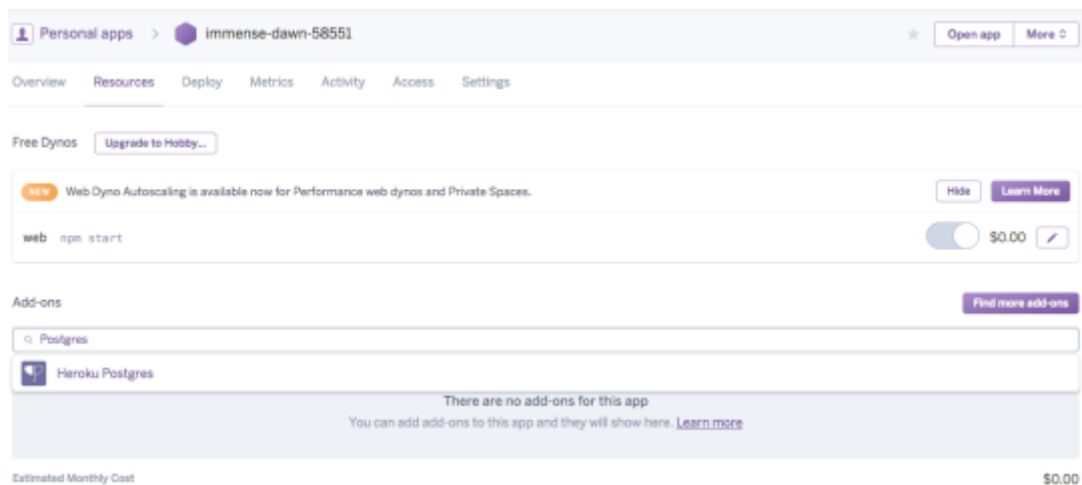 Personal apps > immense-dawn-58551 Open app More
Overview Resources Deploy Metrics Activity Access Settings
Free Dynos Upgrade to Hobby...
NEW Web Dyno Autoscaling is available now for Performance web dynos and Private Spaces. Hide Learn More
web npm start $0.00
Add-ons Find more add-ons
Postgres
Heroku Postgres
There are no add-ons for this app
You can add add-ons to this app and they will show here. Learn more
Estimated Monthly Cost $0.00